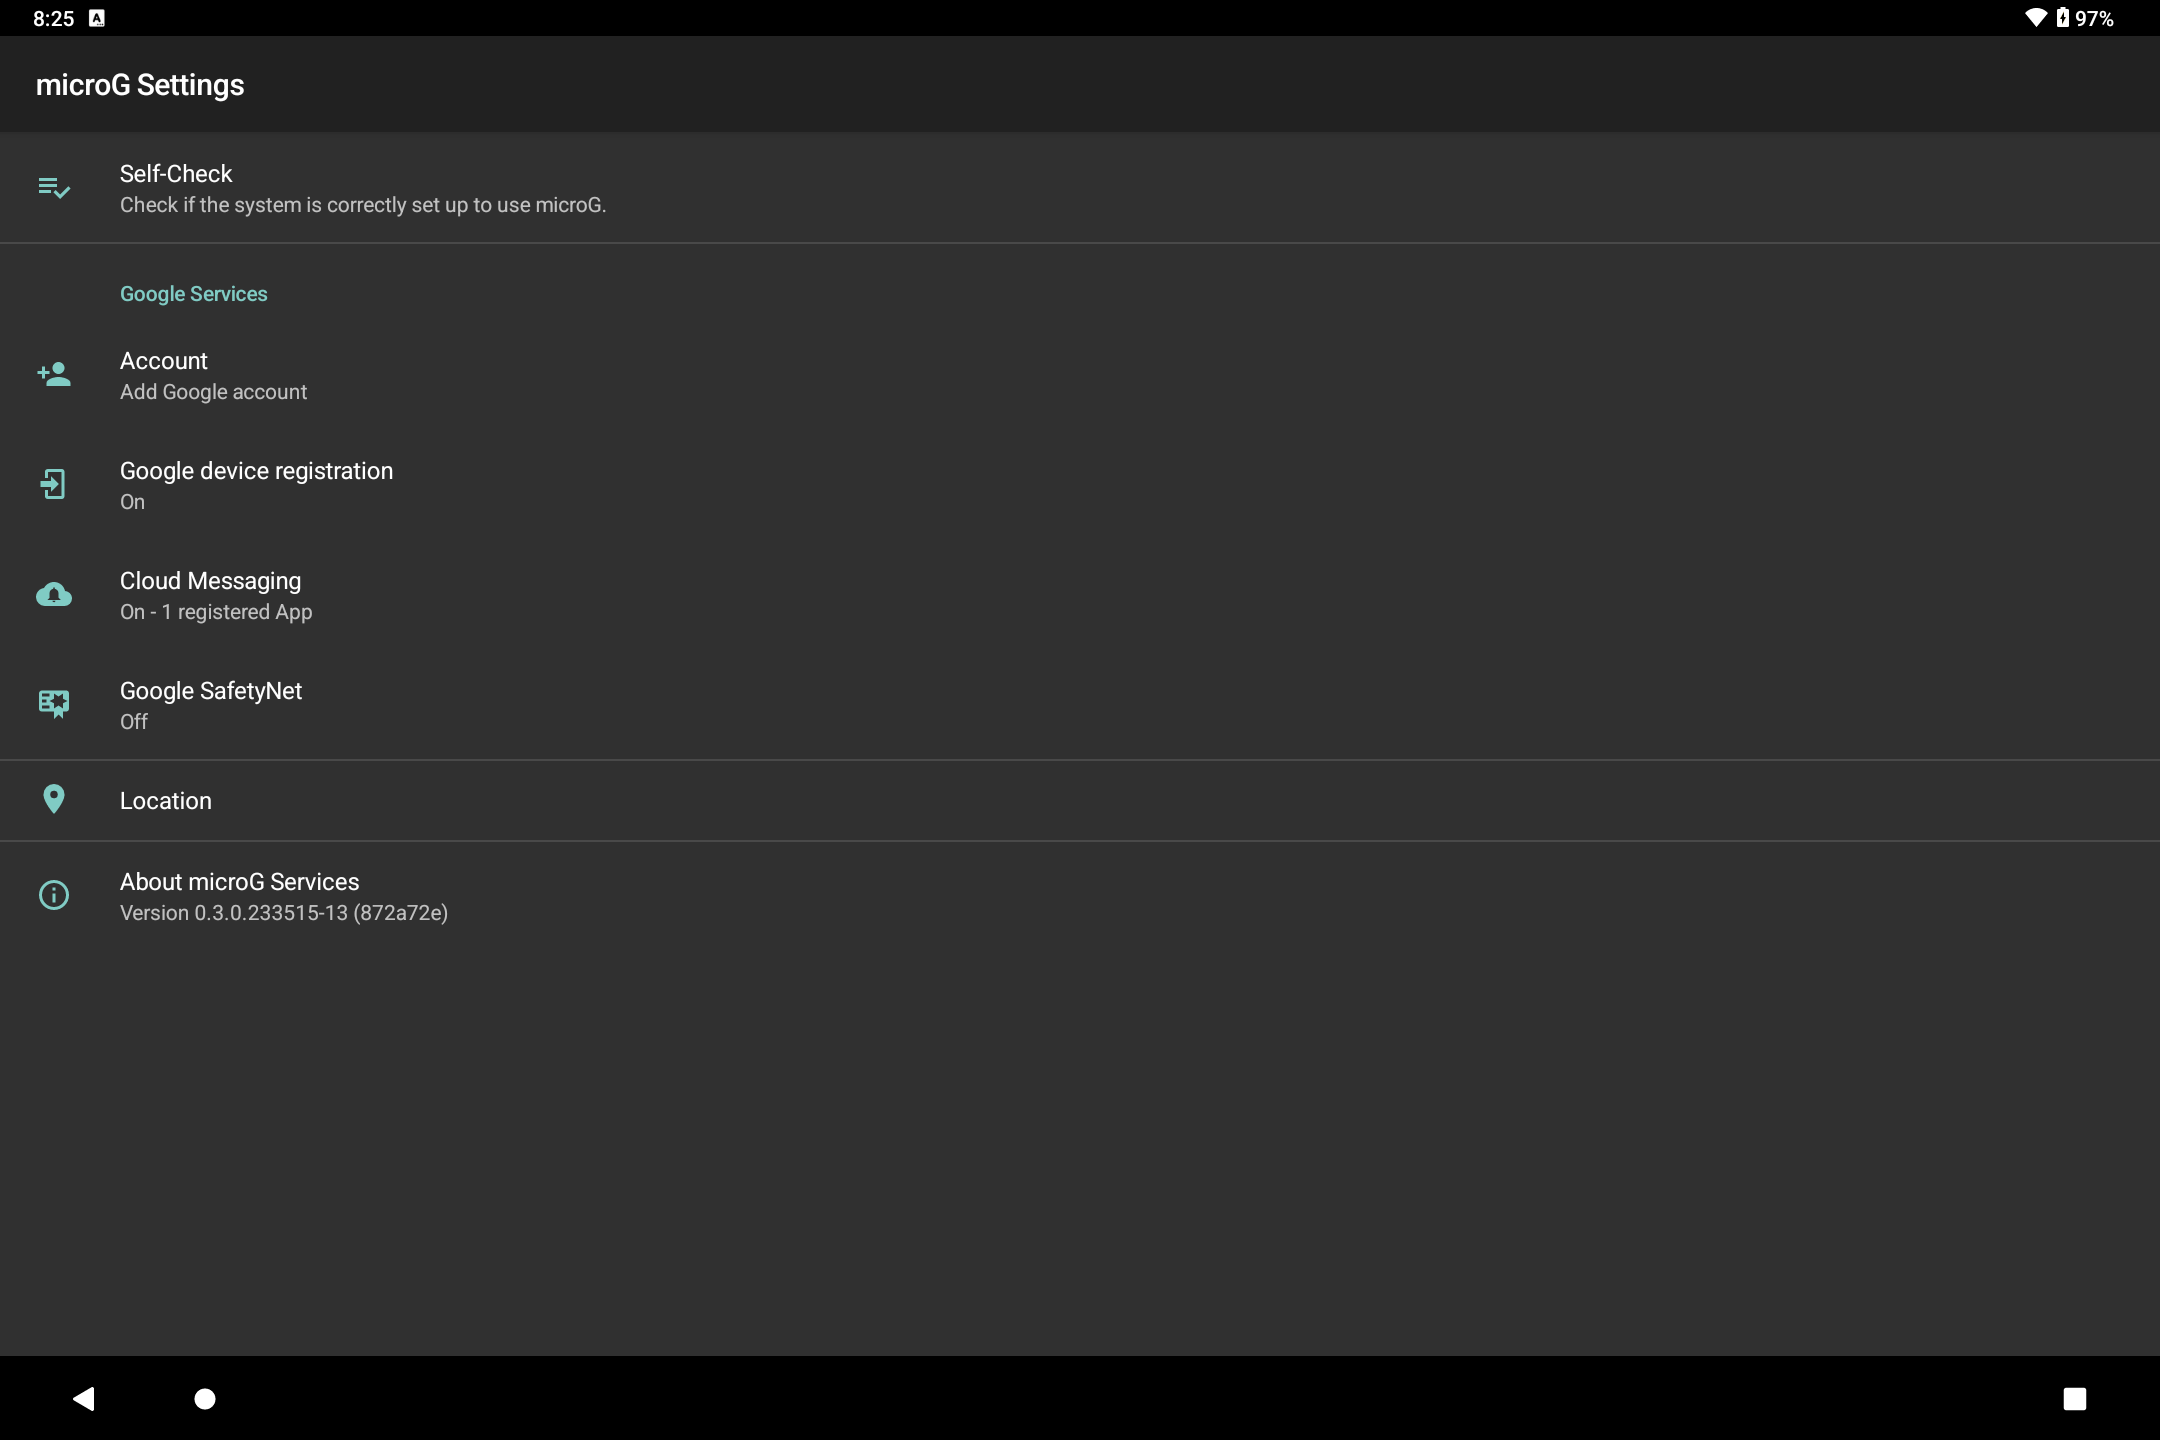 8:25
97%
microG Settings
Self-Check
Check if the system is correctly set up to use microG.
Google Services
Account
Add Google account
Google device registration
On
Cloud Messaging
On - 1 registered App
Google SafetyNet
Off
Location
About microG Services
Version 0.3.0.233515-13 (872a72e)